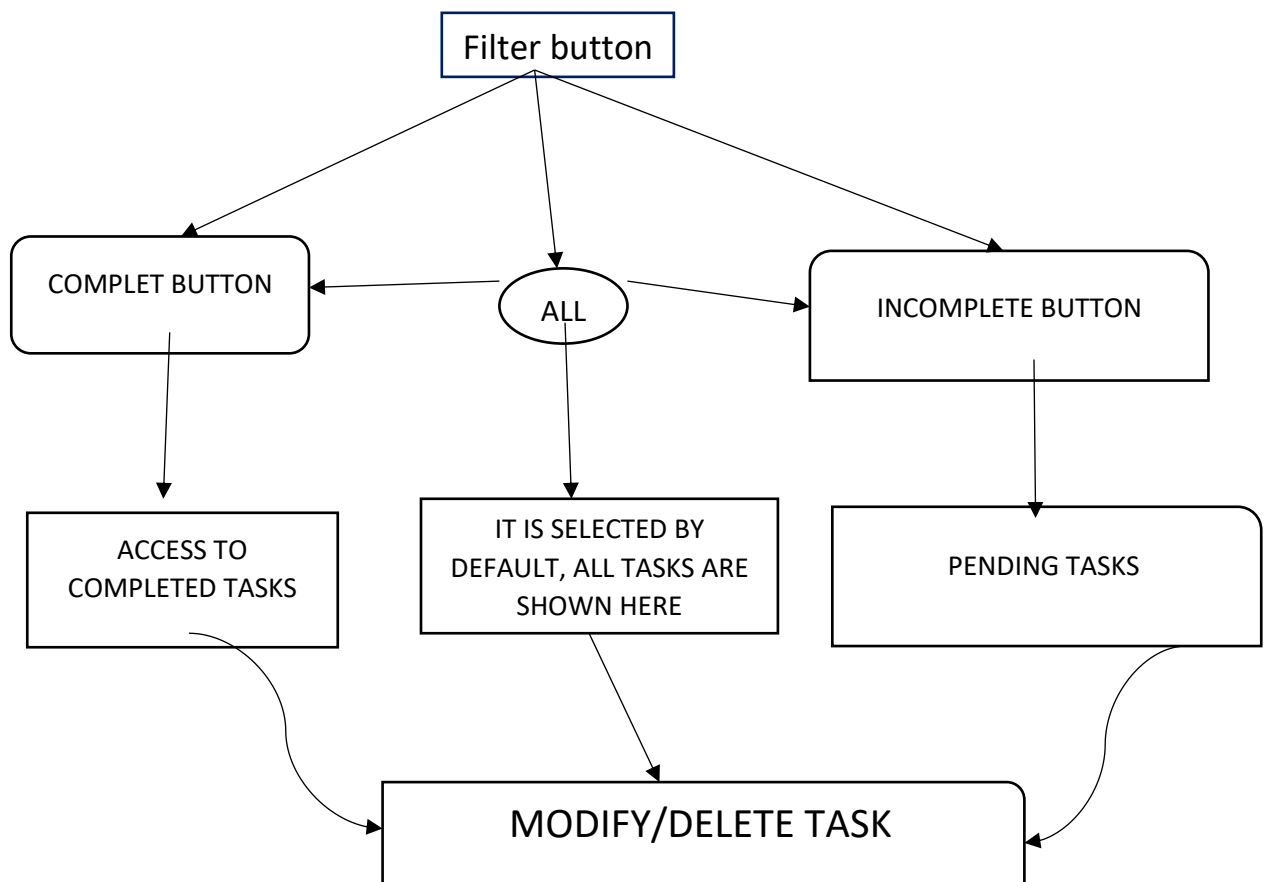 Filter button
COMPLET BUTTON
ALL
INCOMPLETE BUTTON
ACCESS TO
COMPLETED TASKS
IT IS SELECTED BY
DEFAULT, ALL TASKS ARE
SHOWN HERE
PENDING TASKS
MODIFY/DELETE TASK